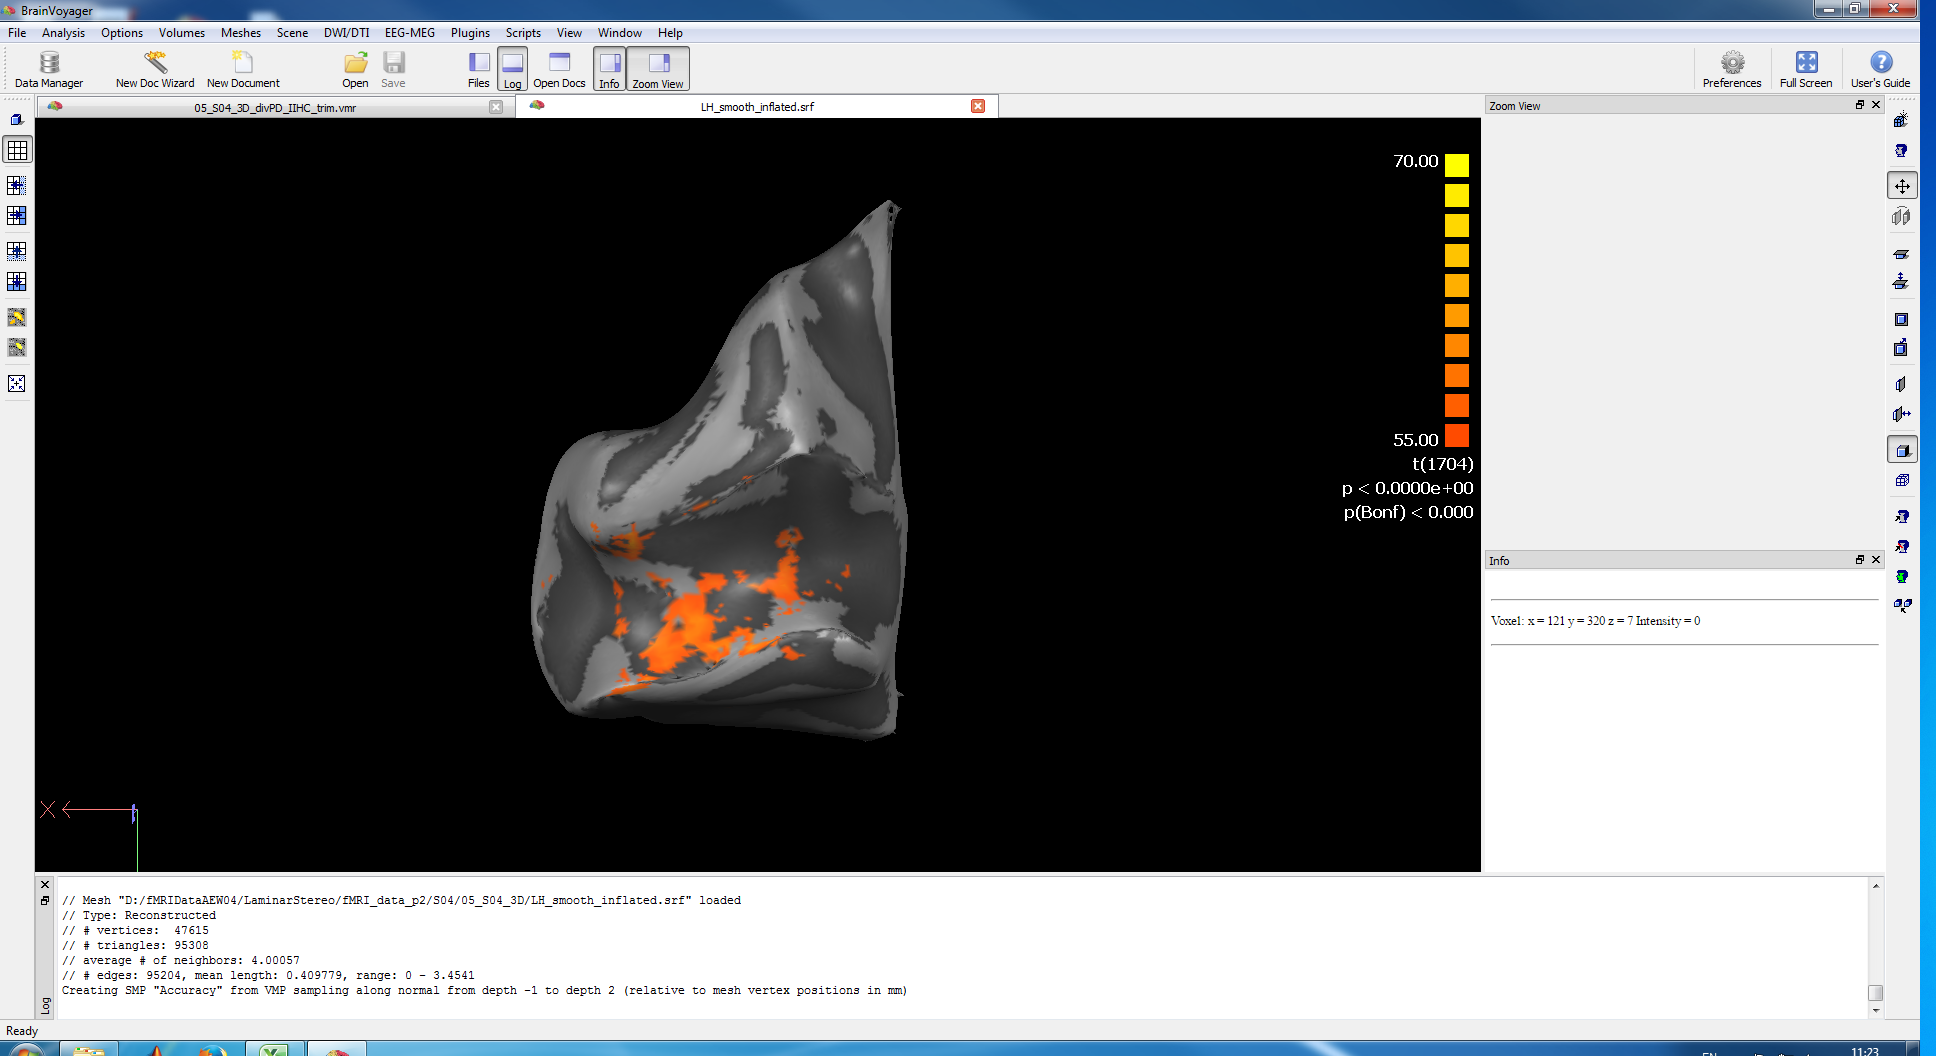 BrainVoyager
File Analysis Options Volumes Meshes Scene DWI/DTI EEG-MEG Plugins Scripts View Window Help
Data Manager New Doc Wizard New Document Open Save Files Log Open Docs Info Zoom View Preferences Full Screen User's Guide
05_S04_3D_divPD_IIHC_trim.vmr LH_smooth_inflated.srf
Zoom View
70.00
55.00
t(1704)
p < 0.0000e+00
p(Bonf) < 0.000
Info
Voxel: x = 121 y = 320 z = 7 Intensity = 0
X
// Mesh "D:/fMRIDataAEW04/LaminarStereo/fMRI_data_p2/S04/05_S04_3D/LH_smooth_inflated.srf" loaded
// Type: Reconstructed
// # vertices: 47615
// # triangles: 95308
// average # of neighbors: 4.00057
// # edges: 95204, mean length: 0.409779, range: 0 - 3.4541
Creating SMP "Accuracy" from VMP sampling along normal from depth -1 to depth 2 (relative to mesh vertex positions in mm)
Log
Ready
11:23